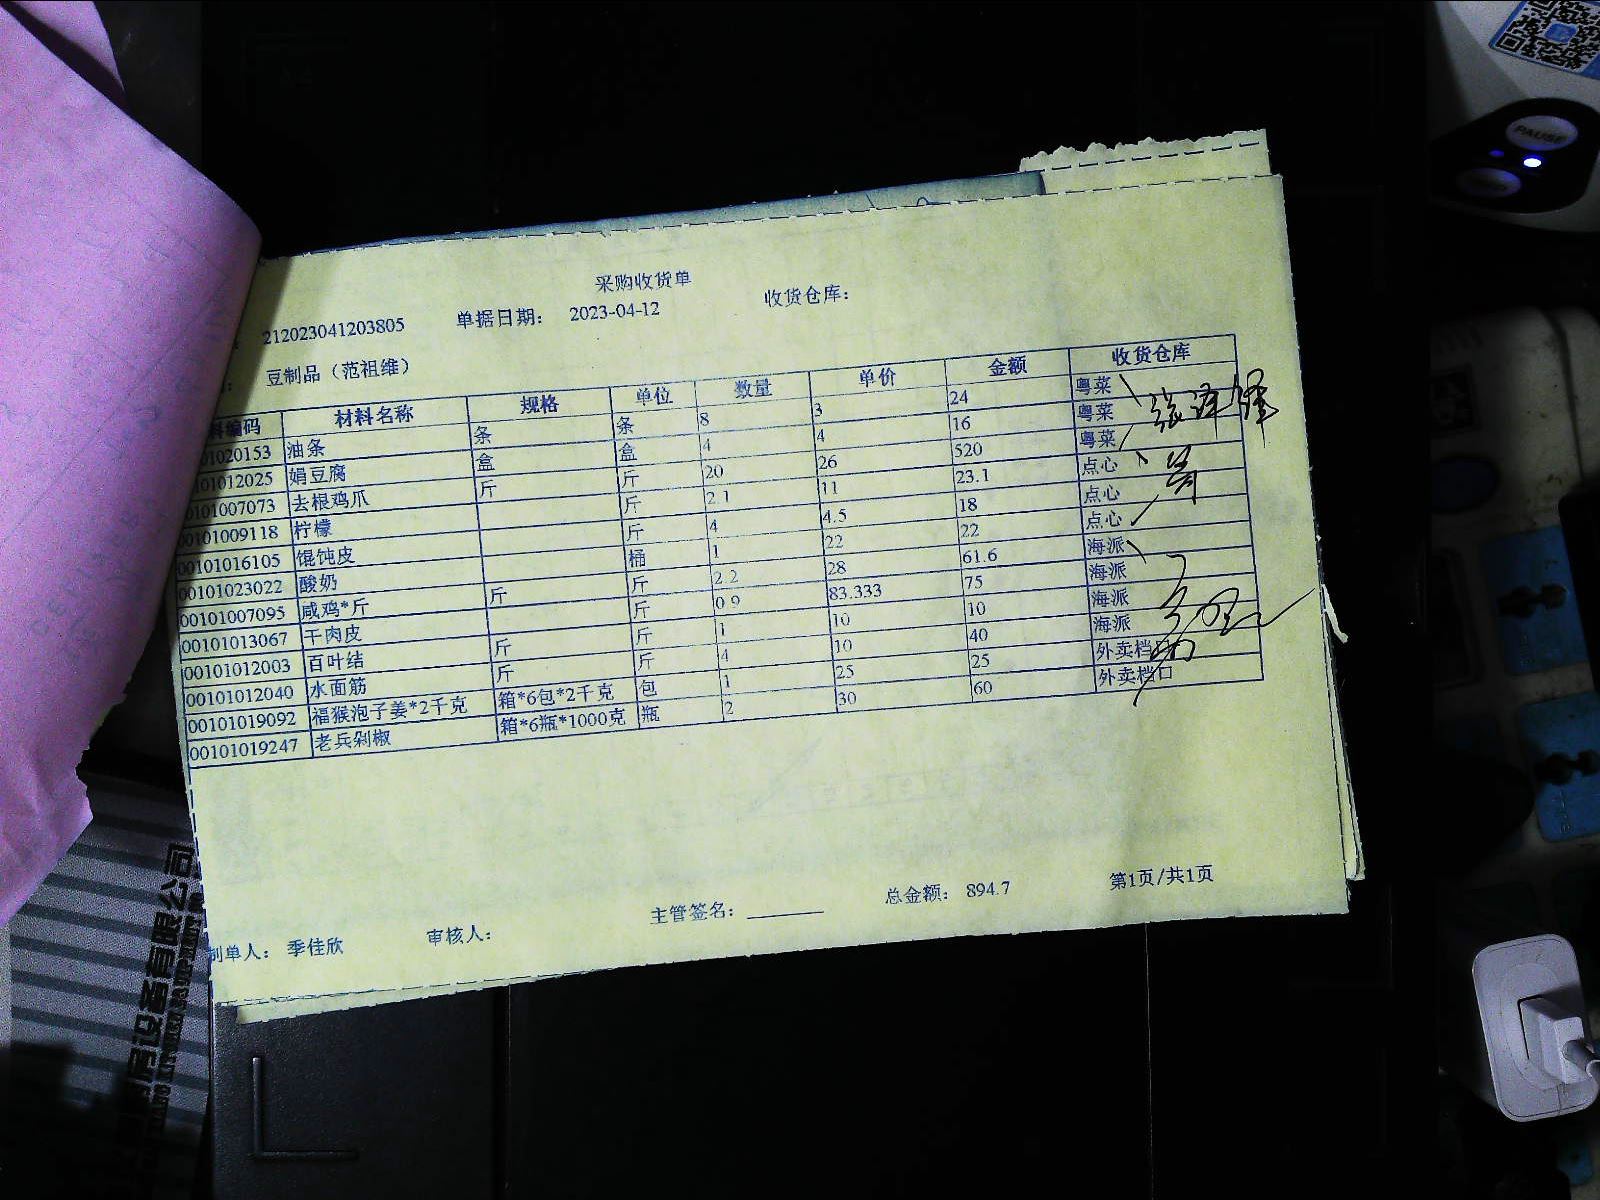 采购收货单
212023041203805 单据日期： 2023-04-12 收货仓库：
豆制品（范祖维）
料编码 材料名称 规格 单位 数量 单价 金额 收货仓库
01020153 油条 条 条 8 3 24 粤菜
0101012025 娟豆腐 盒 盒 4 4 16 粤菜
0101007073 去根鸡爪 斤 斤 20 26 520 粤菜
00101009118 柠檬 斤 2.1 11 23.1 点心
00101016105 馄饨皮 斤 4 4.5 18 点心
00101023022 酸奶 桶 1 22 22 点心
00101007095 咸鸡*斤 斤 斤 2.2 28 61.6 海派
00101013067 干肉皮 斤 0.9 83.333 75 海派
00101012003 百叶结 斤 斤 1 10 10 海派
00101012040 水面筋 斤 斤 4 10 40 海派
00101019092 福猴泡子姜*2千克 箱*6包*2千克 包 1 25 25 外卖档口
00101019247 老兵剁椒 箱*6瓶*1000克 瓶 2 30 60 外卖档口
制单人： 季佳欣 审核人： 主管签名： 总金额： 894.7 第1页/共1页
PAUSE
房设备有限公司